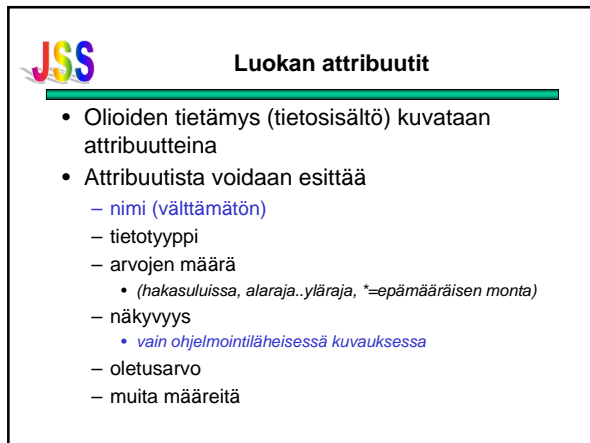 JSS
Luokan attribuutit
• Olioiden tietämys (tietosisältö) kuvataan
attribuutteina
• Attribuutista voidaan esittää
– nimi (välttämätön)
– tietotyyppi
– arvojen määrä
• (hakasuluissa, alaraja..yläraja, *=epämääräisen monta)
– näkyvyys
• vain ohjelmointiläheisessä kuvauksessa
– oletusarvo
– muita määreitä